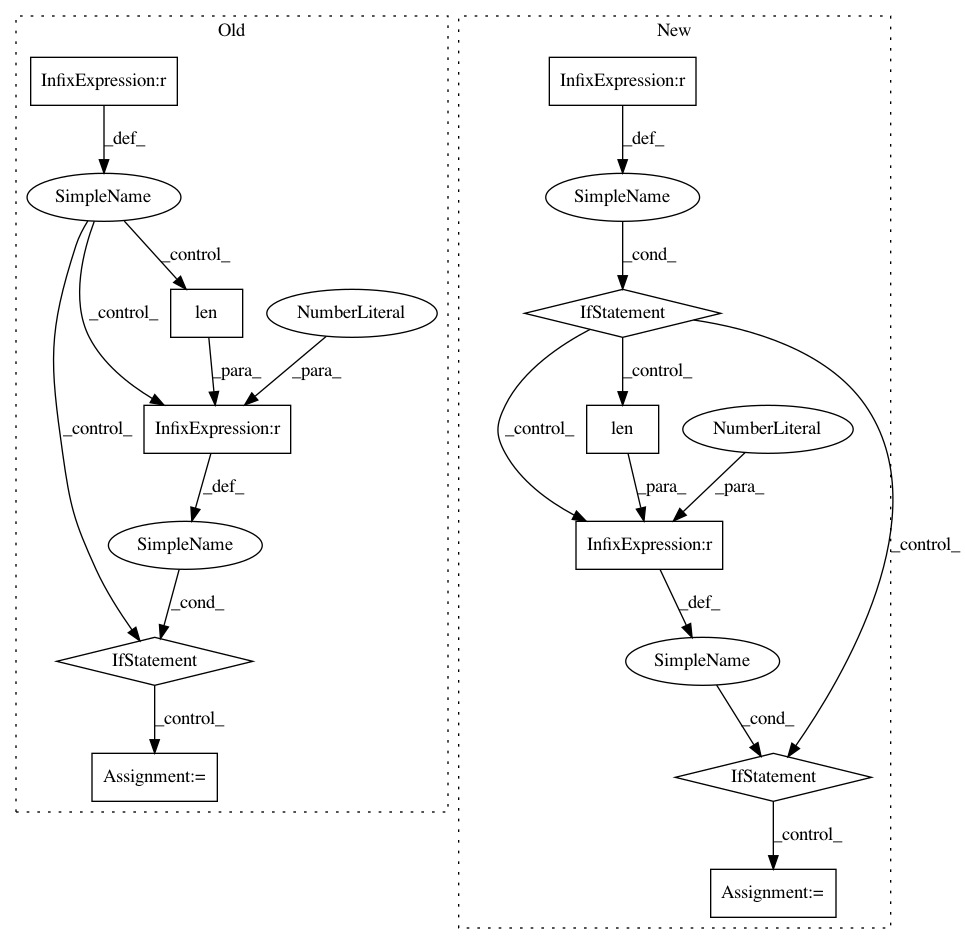 Old
InfixExpression:r
_def_
SimpleName
_control_
len
NumberLiteral
_control_
_para_
_para_
_control_
InfixExpression:r
_def_
SimpleName
_cond_
IfStatement
_control_
Assignment:=
New
InfixExpression:r
_def_
SimpleName
_cond_
IfStatement
_control_
len
NumberLiteral
_control_
_para_
_para_
_control_
InfixExpression:r
_def_
SimpleName
_cond_
IfStatement
_control_
Assignment:=